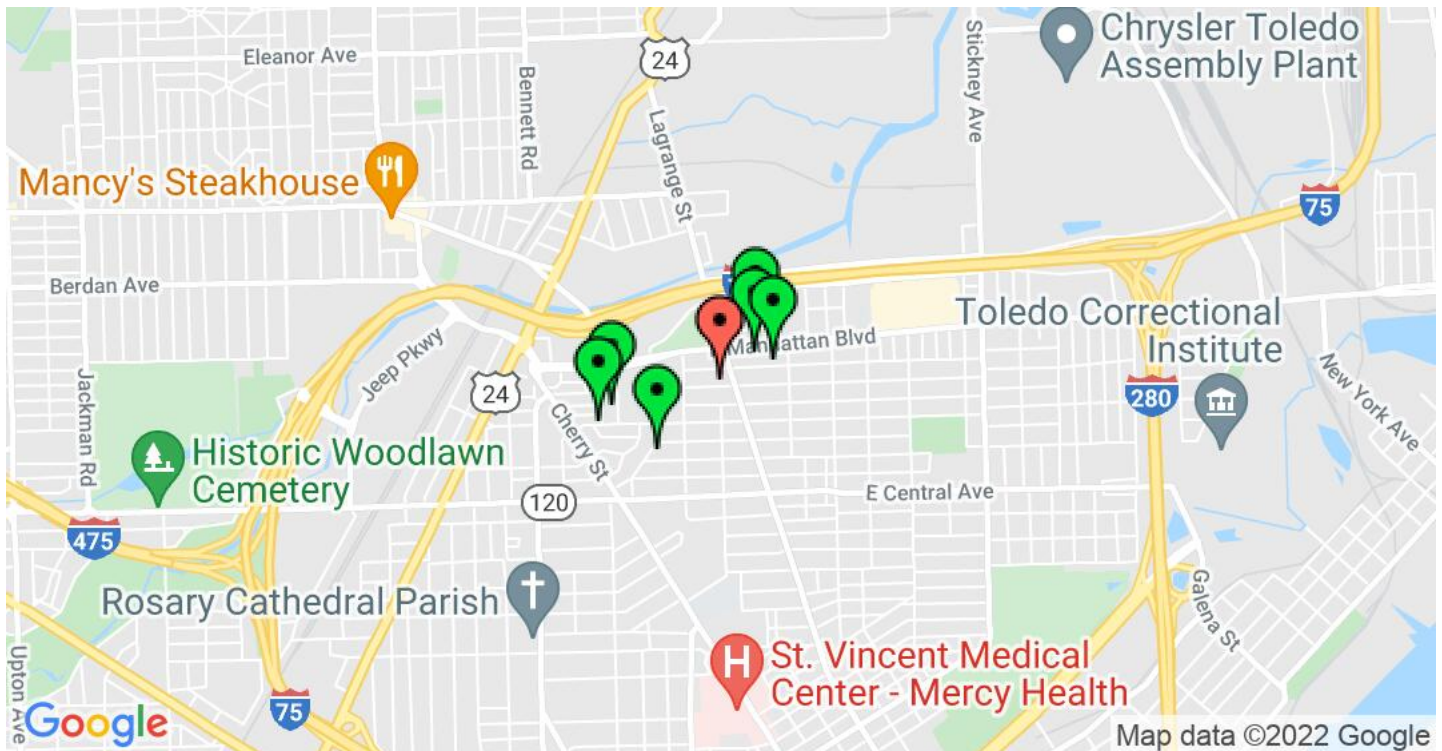 Eleanor Ave
Bennett Rd
24
Lagrange St
Stickney Ave
Chrysler Toledo
Assembly Plant
Mancy's Steakhouse
75
Berdan Ave
Jeep Pkwy
Manhattan Blvd
Toledo Correctional
Institute
Jackman Rd
24
Cherry St
280
New York Ave
Historic Woodlawn
Cemetery
120
E Central Ave
475
Rosary Cathedral Parish
Galena St
Upton Ave
H
St. Vincent Medical
Center - Mercy Health
75
Google
Map data ©2022 Google